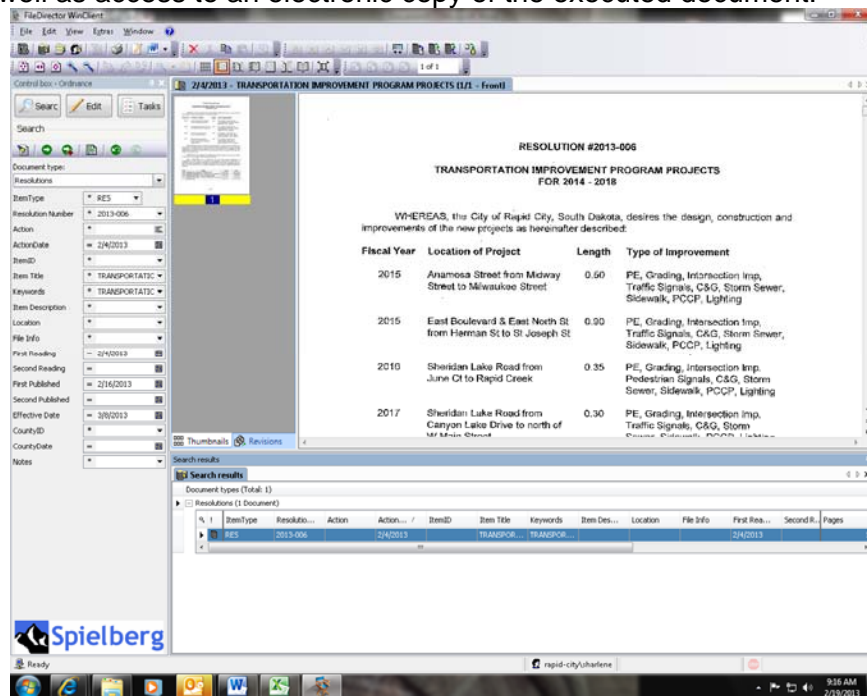 well as access to an electronic copy of the executed document.
FileDirector WinClient
File Edit View Extras Window
1 of 1
Control box - Ordinance
2/4/2013 - TRANSPORTATION IMPROVEMENT PROGRAM PROJECTS (1/1 - Front)
Searc Edit Tasks
Search
Document type:
Resolutions
ItemType * RES
Resolution Number * 2013-006
Action *
ActionDate = 2/4/2013
ItemID *
Item Title * TRANSPORTATIC
Keywords * TRANSPORTATIC
Item Description *
Location *
File Info *
First Reading = 2/4/2013
Second Reading =
First Published = 2/16/2013
Second Published =
Effective Date = 3/8/2013
CountyID *
CountyDate =
Notes *
1
Thumbnails Revisions
RESOLUTION #2013-006
TRANSPORTATION IMPROVEMENT PROGRAM PROJECTS
FOR 2014 - 2018
WHEREAS, the City of Rapid City, South Dakota, desires the design, construction and
improvements of the new projects as hereinafter described:
Fiscal Year Location of Project Length Type of Improvement
2015 Anamosa Street from Midway 0.50 PE, Grading, Intersection Imp,
Street to Milwaukee Street Traffic Signals, C&G, Storm Sewer,
Sidewalk, PCCP, Lighting
2015 East Boulevard & East North St 0.90 PE, Grading, Intersection Imp,
from Herman St to St Joseph St Traffic Signals, C&G, Storm Sewer,
Sidewalk, PCCP, Lighting
2016 Sheridan Lake Road from 0.35 PE, Grading, Intersection Imp,
June Ct to Rapid Creek Pedestrian Signals, C&G, Storm
Sewer, Sidewalk, PCCP, Lighting
2017 Sheridan Lake Road from 0.30 PE, Grading, Intersection Imp,
Canyon Lake Drive to north of Traffic Signals, C&G, Storm
W Main Street Sewer, Sidewalk, PCCP, Lighting
Search results
Search results
Document types (Total: 1)
Resolutions (1 Document)
! ItemType Resolutio... Action Action... / ItemID Item Title Keywords Item Des... Location File Info First Rea... Second R... Pages
RES 2013-006 2/4/2013 TRANSPOR... TRANSPOR... 2/4/2013
Spielberg
Ready
rapid-city\sharlene
9:16 AM
2/19/2013